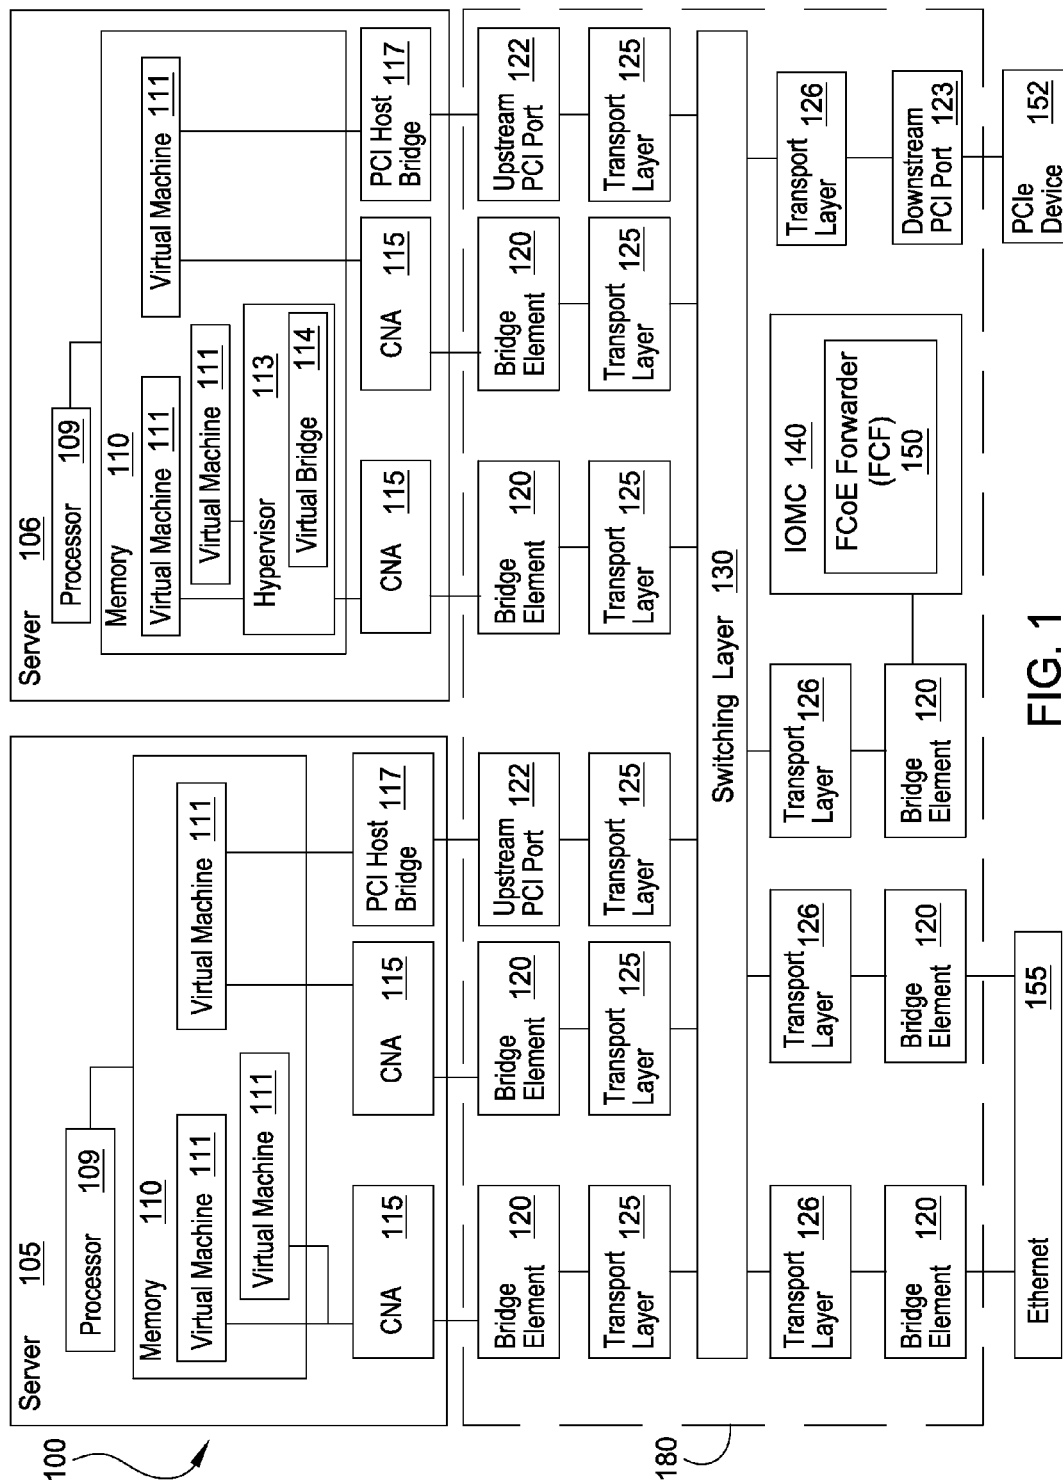 100
Server 105
Processor 109
Memory 110
Virtual Machine 111
Virtual Machine 111
Virtual Machine 111
CNA 115
CNA 115
PCI Host
Bridge 117
Server 106
Processor 109
Memory 110
Virtual Machine 111
Virtual Machine 111
Virtual Machine 111
Hypervisor 113
Virtual Bridge 114
CNA 115
CNA 115
PCI Host
Bridge 117
180
Bridge
Element 120
Bridge
Element 120
Upstream
PCI Port 122
Bridge
Element 120
Bridge
Element 120
Upstream
PCI Port 122
Transport
Layer 125
Transport
Layer 125
Transport
Layer 125
Transport
Layer 125
Transport
Layer 125
Transport
Layer 125
Switching Layer 130
Transport
Layer 126
Transport
Layer 126
Transport
Layer 126
IOMC 140
FCoE Forwarder
(FCF)
150
Transport
Layer 126
Bridge
Element 120
Bridge
Element 120
Bridge
Element 120
Downstream
PCI Port 123
Ethernet 155
PCIe
Device 152
FIG. 1